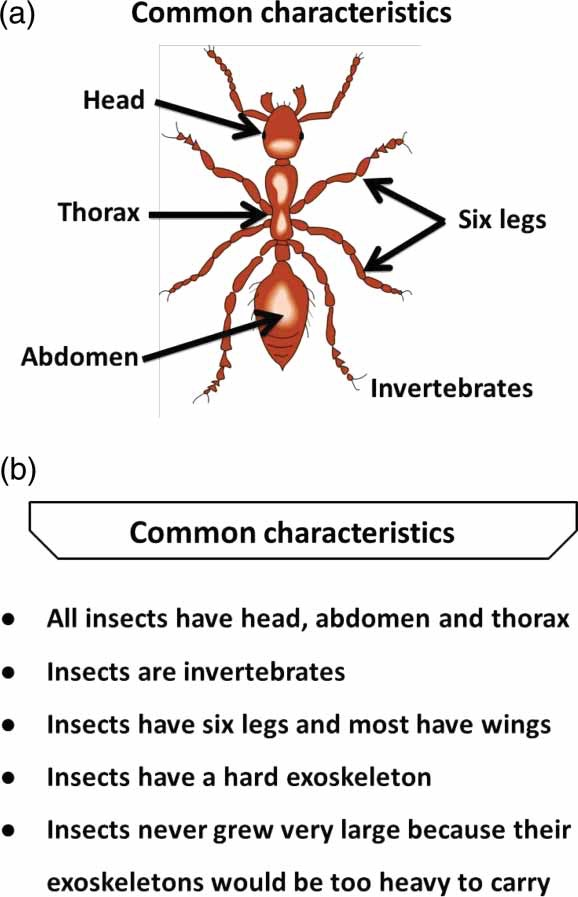 (a)
Common characteristics
Head
Thorax
Six legs
Abdomen
Invertebrates
(b)
Common characteristics
● All insects have head, abdomen and thorax
● Insects are invertebrates
● Insects have six legs and most have wings
● Insects have a hard exoskeleton
● Insects never grew very large because their
exoskeletons would be too heavy to carry